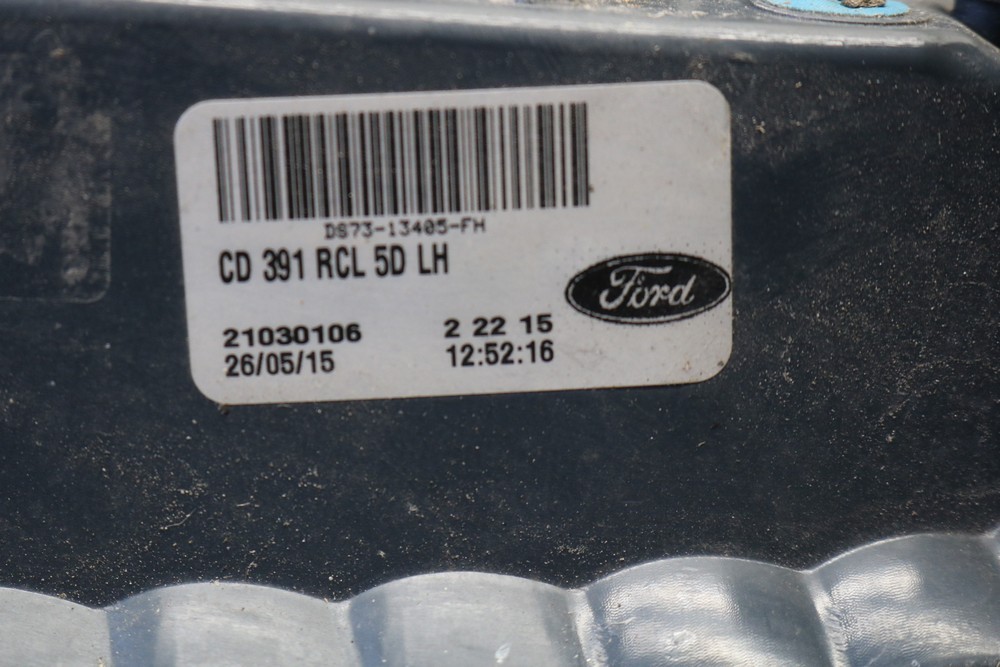 DS73-13405-FH
CD 391 RCL 5D LH
Ford
21030106 2 22 15
26/05/15 12:52:16